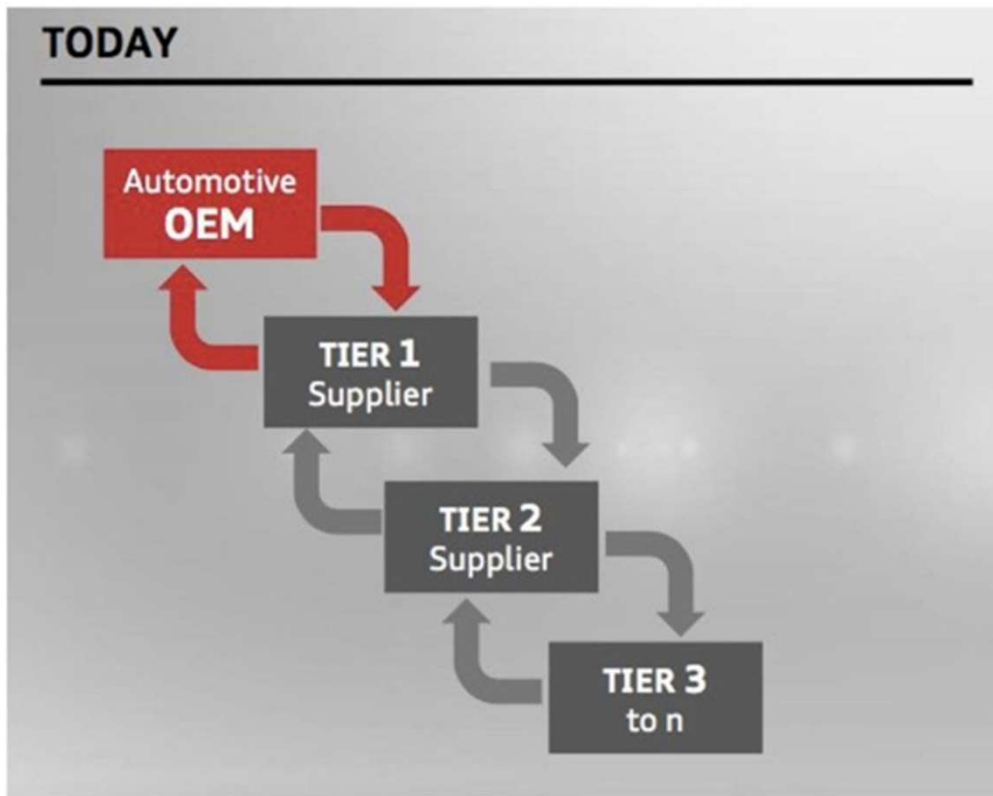 TODAY
Automotive
OEM
TIER 1
Supplier
TIER 2
Supplier
TIER 3
to n